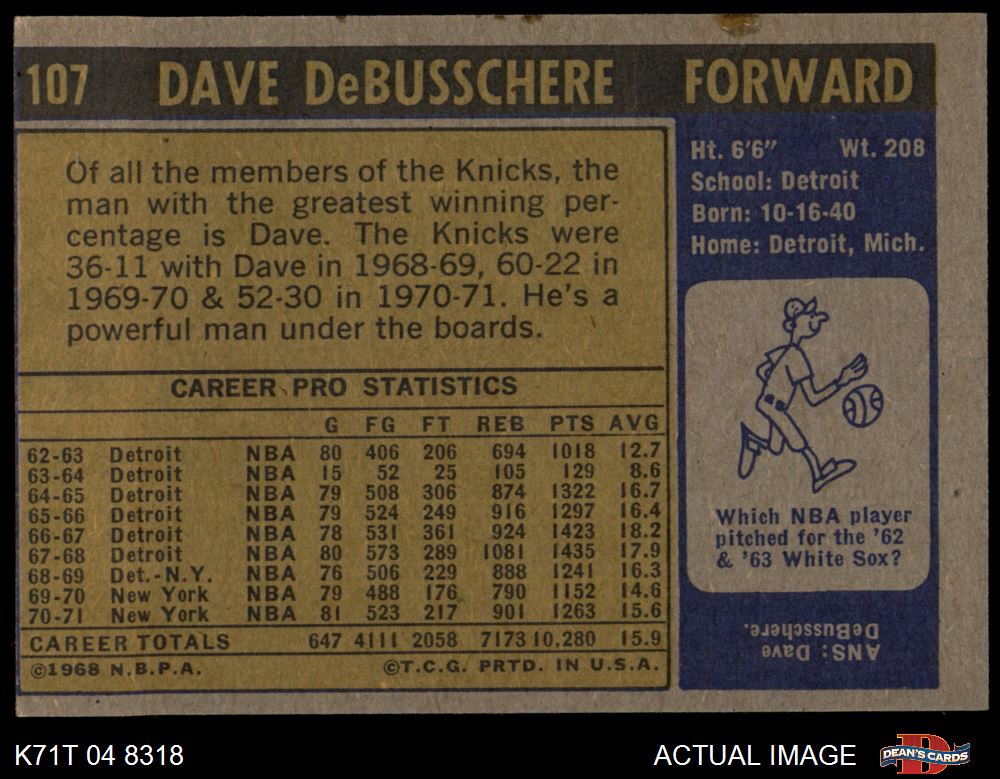 107 DAVE DeBUSSCHERE FORWARD
Of all the members of the Knicks, the
man with the greatest winning per-
centage is Dave. The Knicks were
36-11 with Dave in 1968-69, 60-22 in
1969-70 & 52-30 in 1970-71. He's a
powerful man under the boards.
CAREER PRO STATISTICS
G FG FT REB PTS AVG
62-63 Detroit NBA 80 406 206 694 1018 12.7
63-64 Detroit NBA 15 52 25 105 129 8.6
64-65 Detroit NBA 79 508 306 874 1322 16.7
65-66 Detroit NBA 79 524 249 916 1297 16.4
66-67 Detroit NBA 78 531 361 924 1423 18.2
67-68 Detroit NBA 80 573 289 1081 1435 17.9
68-69 Det.-N.Y. NBA 76 506 229 888 1241 16.3
69-70 New York NBA 79 488 176 790 1152 14.6
70-71 New York NBA 81 523 217 901 1263 15.6
CAREER TOTALS 647 4111 2058 7173 10,280 15.9
©1968 N.B.P.A. ©T.C.G. PRTD. IN U.S.A.
Ht. 6'6" Wt. 208
School: Detroit
Born: 10-16-40
Home: Detroit, Mich.
Which NBA player
pitched for the '62
& '63 White Sox?
ANS: Dave
DeBusschere.
K71T 04 8318 ACTUAL IMAGE DEAN'S CARDS